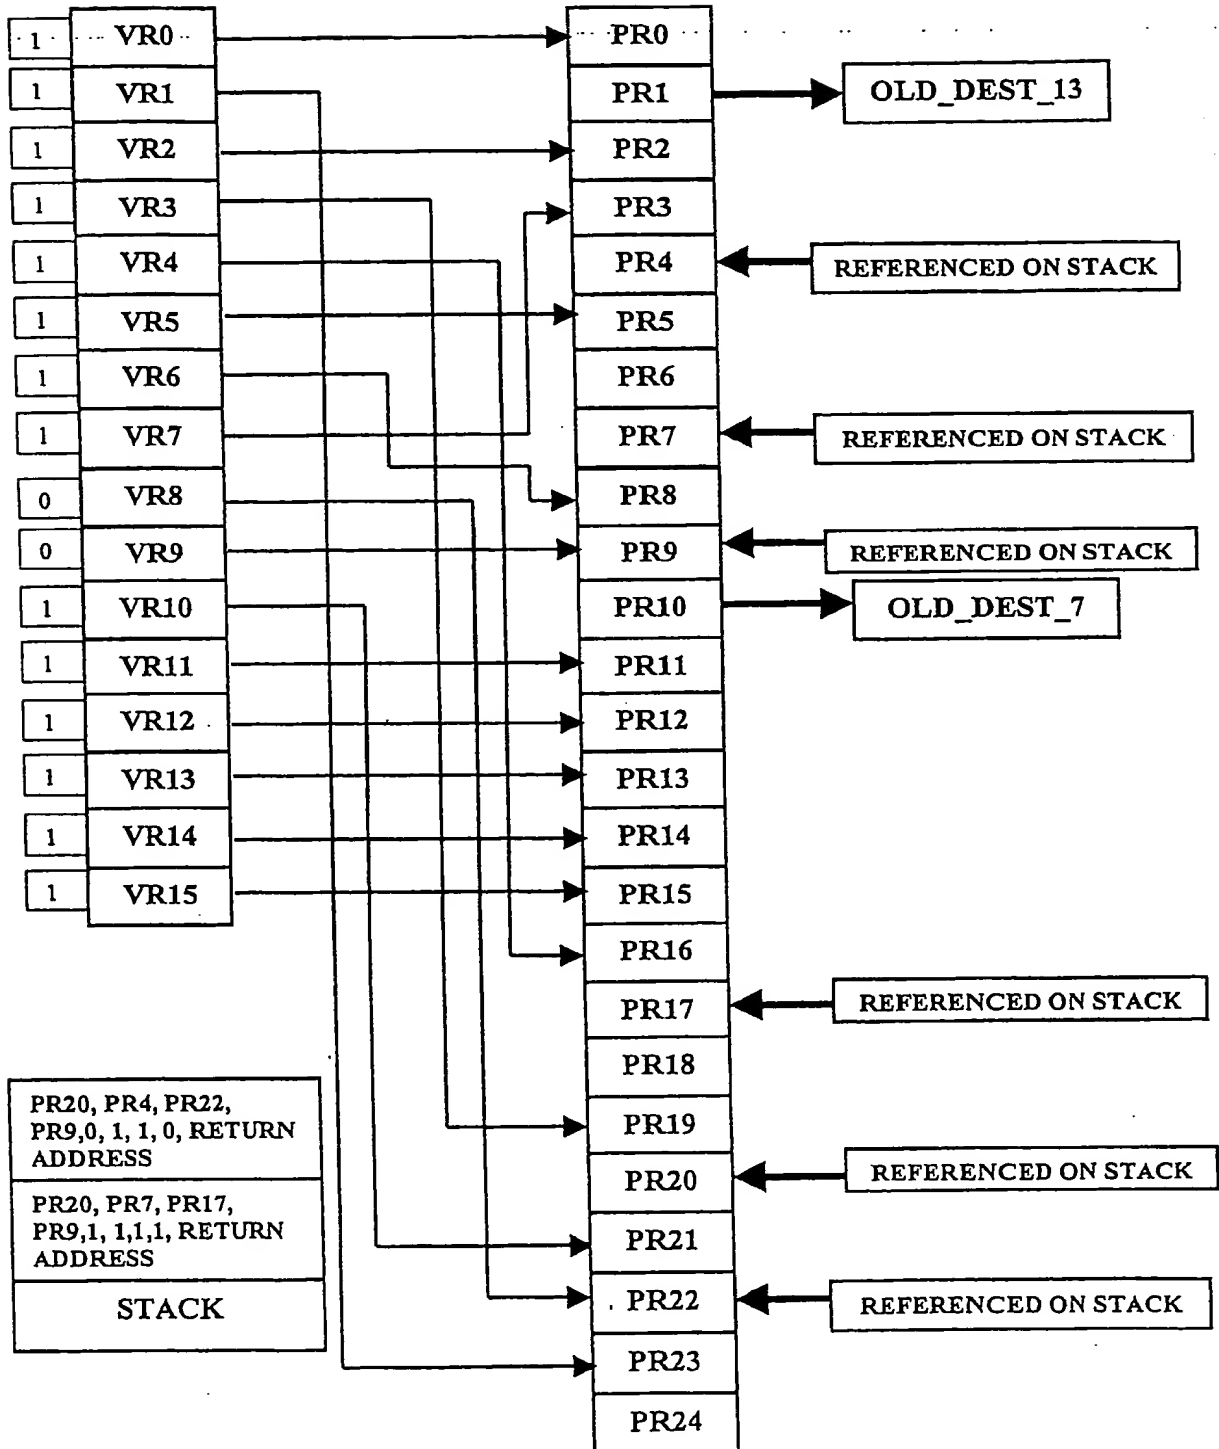 1 VR0 PR0
1 VR1 PR1 OLD_DEST_13
1 VR2 PR2
1 VR3 PR3
1 VR4 PR4 REFERENCED ON STACK
1 VR5 PR5
1 VR6 PR6
1 VR7 PR7 REFERENCED ON STACK
0 VR8 PR8
0 VR9 PR9 REFERENCED ON STACK
1 VR10 PR10 OLD_DEST_7
1 VR11 PR11
1 VR12 PR12
1 VR13 PR13
1 VR14 PR14
1 VR15 PR15
PR16
PR17 REFERENCED ON STACK
PR18
PR19
PR20 REFERENCED ON STACK
PR21
PR22 REFERENCED ON STACK
PR23
PR24
PR20, PR4, PR22,
PR9,0, 1, 1, 0, RETURN
ADDRESS
PR20, PR7, PR17,
PR9,1, 1,1,1, RETURN
ADDRESS
STACK